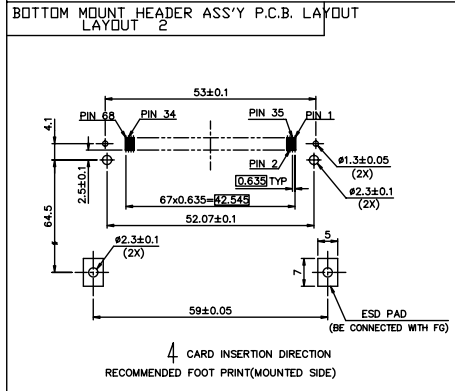 BOTTOM MOUNT HEADER ASS'Y P.C.B. LAYOUT
LAYOUT 2
53±0.1
PIN 68 PIN 34 PIN 35 PIN 1
4.1
PIN 2
ø1.3±0.05
(2X)
0.635 TYP
2.5±0.1
67x0.635=42.545
ø2.3±0.1
(2X)
64.5
52.07±0.1
ø2.3±0.1
(2X)
5
7
59±0.05
ESD PAD
(BE CONNECTED WITH FG)
CARD INSERTION DIRECTION
RECOMMENDED FOOT PRINT(MOUNTED SIDE)